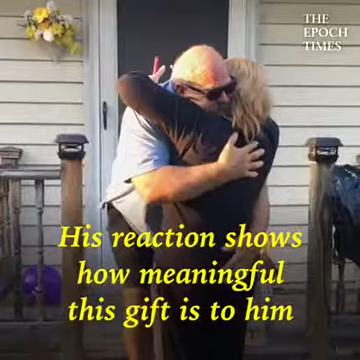 THE
EPOCH
TIMES
His reaction shows
how meaningful
this gift is to him